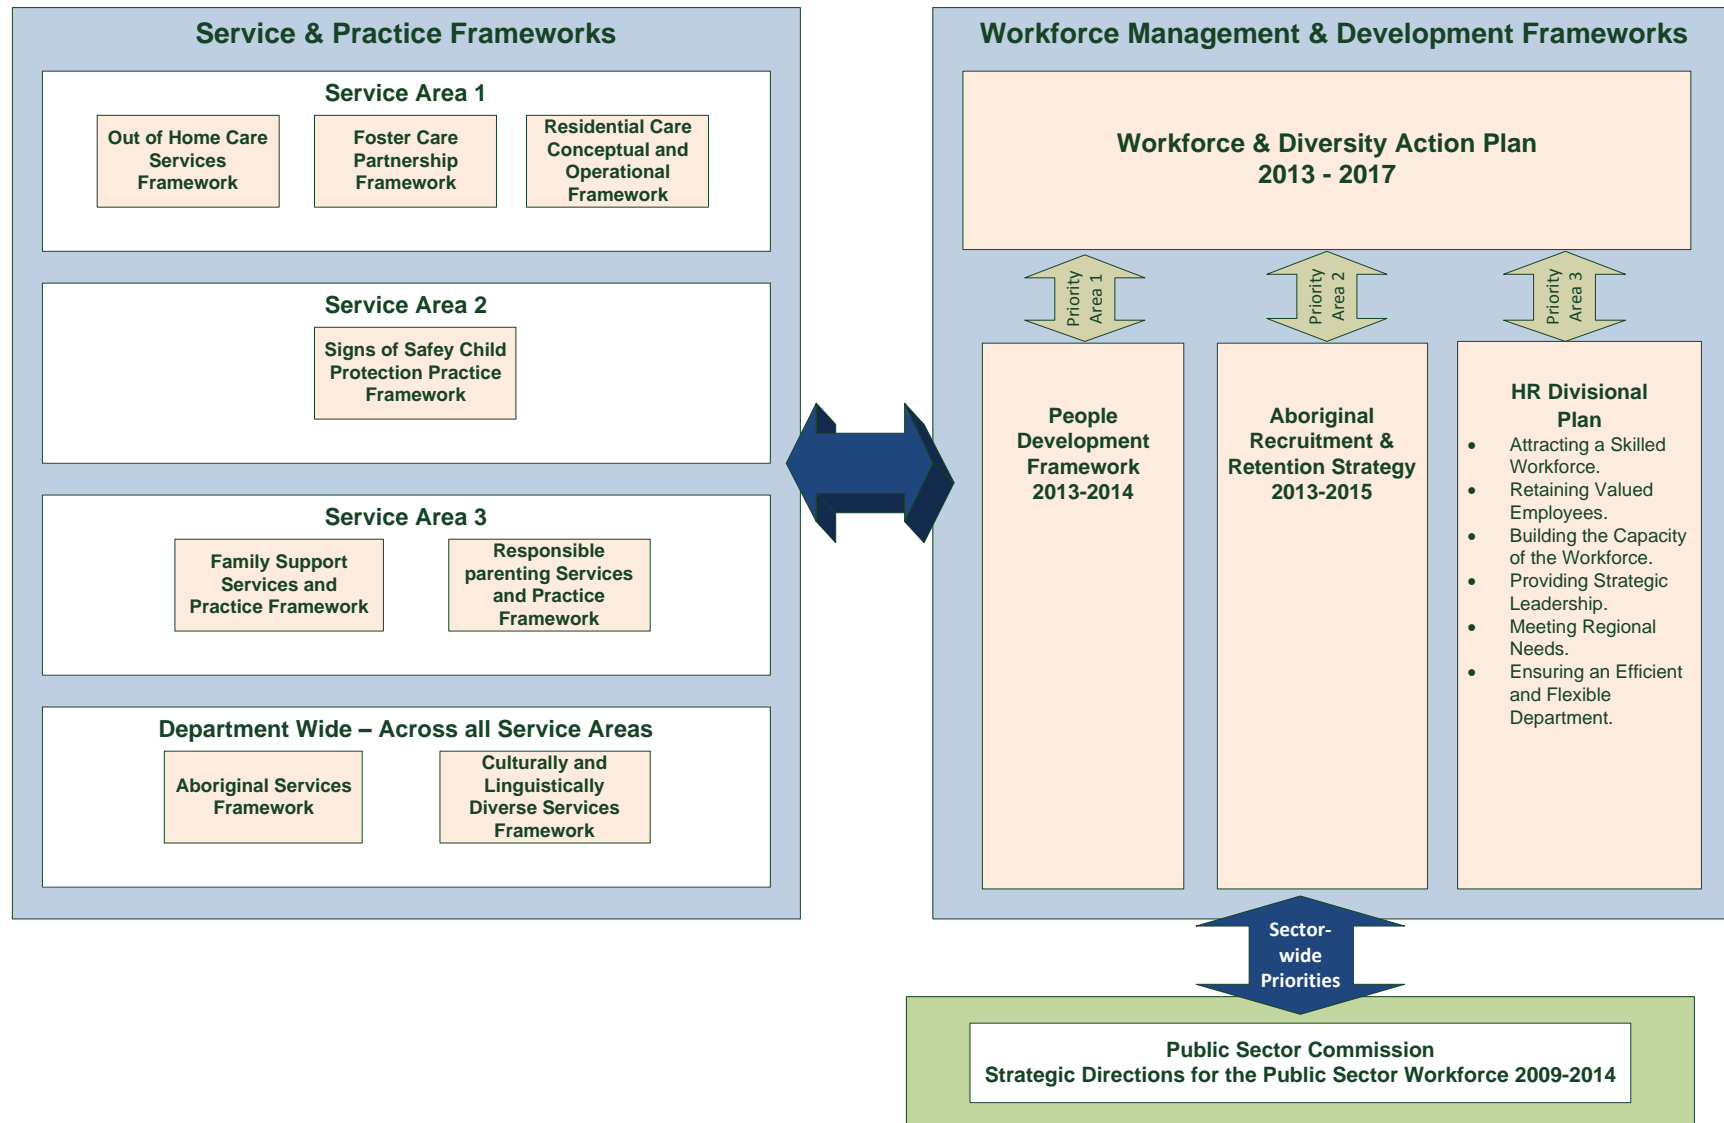 Service & Practice Frameworks
Service Area 1
Out of Home Care
Services
Framework
Foster Care
Partnership
Framework
Residential Care
Conceptual and
Operational
Framework
Service Area 2
Signs of Safey Child
Protection Practice
Framework
Service Area 3
Family Support
Services and
Practice Framework
Responsible
parenting Services
and Practice
Framework
Department Wide – Across all Service Areas
Aboriginal Services
Framework
Culturally and
Linguistically
Diverse Services
Framework
Workforce Management & Development Frameworks
Workforce & Diversity Action Plan
2013 - 2017
Priority
Area 1
Priority
Area 2
Priority
Area 3
People
Development
Framework
2013-2014
Aboriginal
Recruitment &
Retention Strategy
2013-2015
HR Divisional
Plan
• Attracting a Skilled
Workforce.
• Retaining Valued
Employees.
• Building the Capacity
of the Workforce.
• Providing Strategic
Leadership.
• Meeting Regional
Needs.
• Ensuring an Efficient
and Flexible
Department.
Sector-
wide
Priorities
Public Sector Commission
Strategic Directions for the Public Sector Workforce 2009-2014